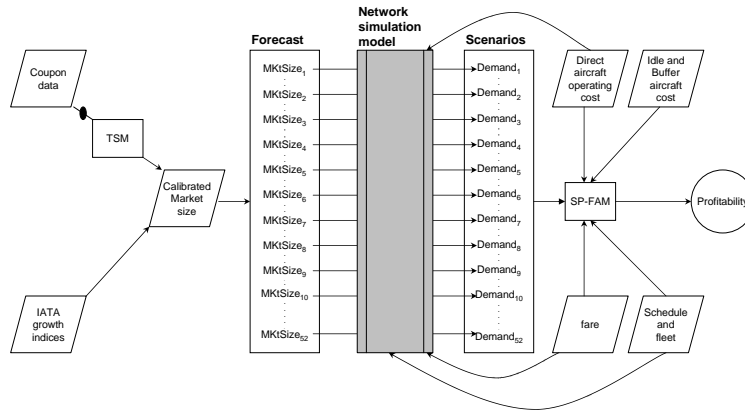 Forecast
Network
simulation
model
Scenarios
Coupon
data
TSM
Calibrated
Market
size
IATA
growth
indices
MKtSize1
MKtSize2
MKtSize3
MKtSize4
MKtSize5
MKtSize6
MKtSize7
MKtSize8
MKtSize9
MKtSize10
MKtSize52
Demand1
Demand2
Demand3
Demand4
Demand5
Demand6
Demand7
Demand8
Demand9
Demand10
Demand52
Direct
aircraft
operating
cost
Idle and
Buffer
aircraft
cost
SP-FAM
Profitability
fare
Schedule
and
fleet